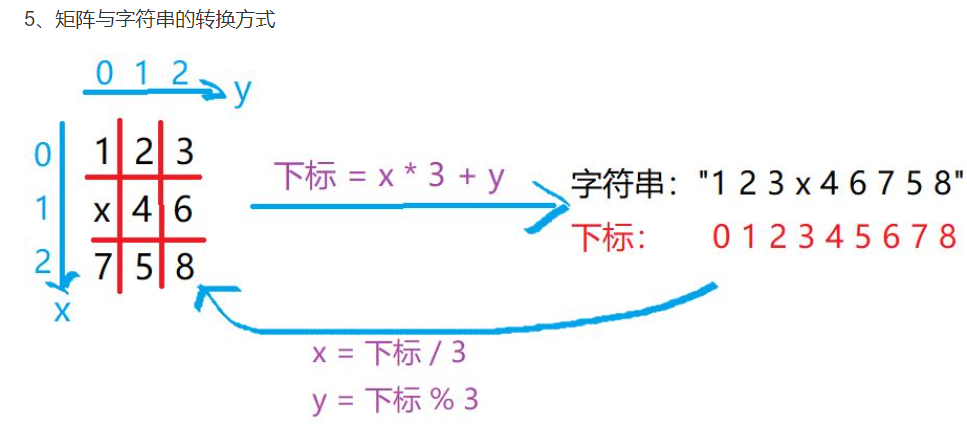 5、矩阵与字符串的转换方式
0 1 2 y
0 1 2 3
1 x 4 6
2 7 5 8
x
下标 = x * 3 + y
字符串："1 2 3 x 4 6 7 5 8"
下标： 0 1 2 3 4 5 6 7 8
x = 下标 / 3
y = 下标 % 3